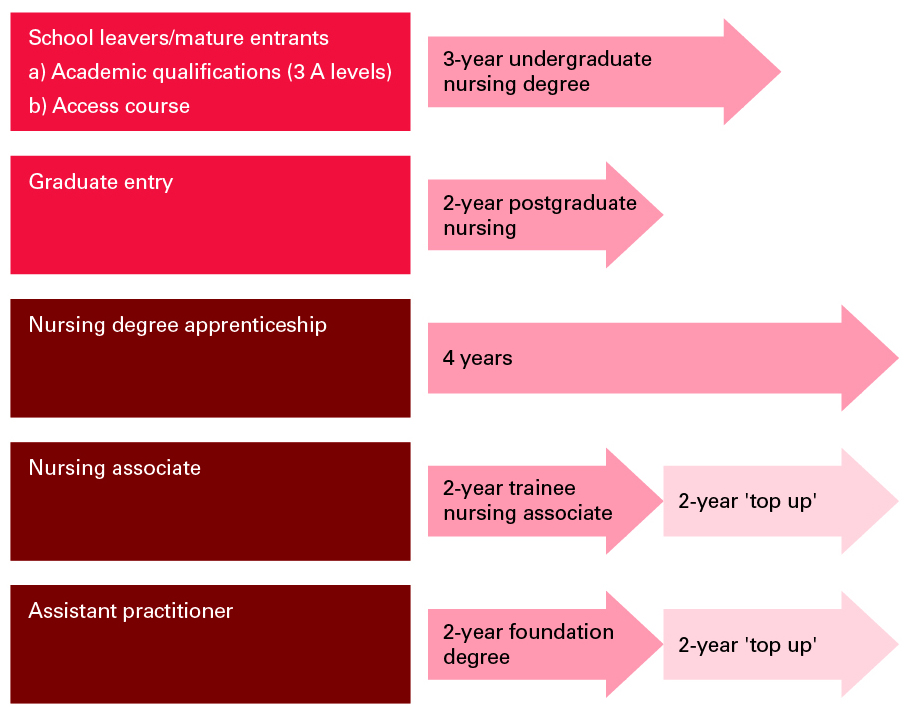 School leavers/mature entrants
a) Academic qualifications (3 A levels)
b) Access course
3-year undergraduate
nursing degree
Graduate entry
2-year postgraduate
nursing
Nursing degree apprenticeship
4 years
Nursing associate
2-year trainee
nursing associate
2-year 'top up'
Assistant practitioner
2-year foundation
degree
2-year 'top up'